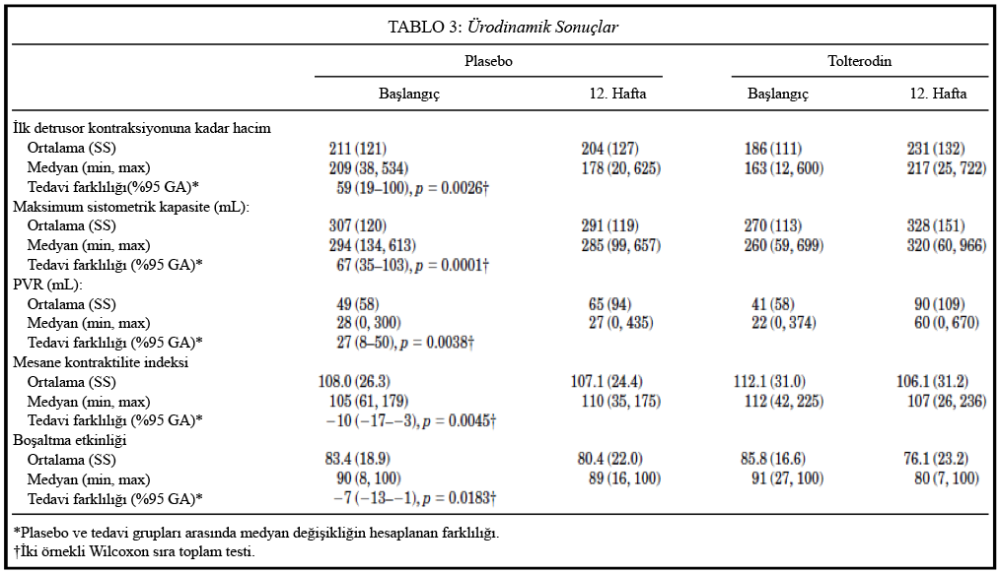 TABLO 3: Ürodinamik Sonuçlar
Plasebo Tolterodin
Başlangıç 12. Hafta Başlangıç 12. Hafta
İlk detrusor kontraksiyonuna kadar hacim
Ortalama (SS) 211 (121) 204 (127) 186 (111) 231 (132)
Medyan (min, max) 209 (38, 534) 178 (20, 625) 163 (12, 600) 217 (25, 722)
Tedavi farklılığı(%95 GA)* 59 (19–100), p = 0.0026†
Maksimum sistometrik kapasite (mL):
Ortalama (SS) 307 (120) 291 (119) 270 (113) 328 (151)
Medyan (min, max) 294 (134, 613) 285 (99, 657) 260 (59, 699) 320 (60, 966)
Tedavi farklılığı (%95 GA)* 67 (35–103), p = 0.0001†
PVR (mL):
Ortalama (SS) 49 (58) 65 (94) 41 (58) 90 (109)
Medyan (min, max) 28 (0, 300) 27 (0, 435) 22 (0, 374) 60 (0, 670)
Tedavi farklılığı (%95 GA)* 27 (8–50), p = 0.0038†
Mesane kontraktilite indeksi
Ortalama (SS) 108.0 (26.3) 107.1 (24.4) 112.1 (31.0) 106.1 (31.2)
Medyan (min, max) 105 (61, 179) 110 (35, 175) 112 (42, 225) 107 (26, 236)
Tedavi farklılığı (%95 GA)* −10 (−17–−3), p = 0.0045†
Boşaltma etkinliği
Ortalama (SS) 83.4 (18.9) 80.4 (22.0) 85.8 (16.6) 76.1 (23.2)
Medyan (min, max) 90 (8, 100) 89 (16, 100) 91 (27, 100) 80 (7, 100)
Tedavi farklılığı (%95 GA)* −7 (−13–−1), p = 0.0183†
*Plasebo ve tedavi grupları arasında medyan değişikliğin hesaplanan farklılığı.
†İki örnekli Wilcoxon sıra toplam testi.